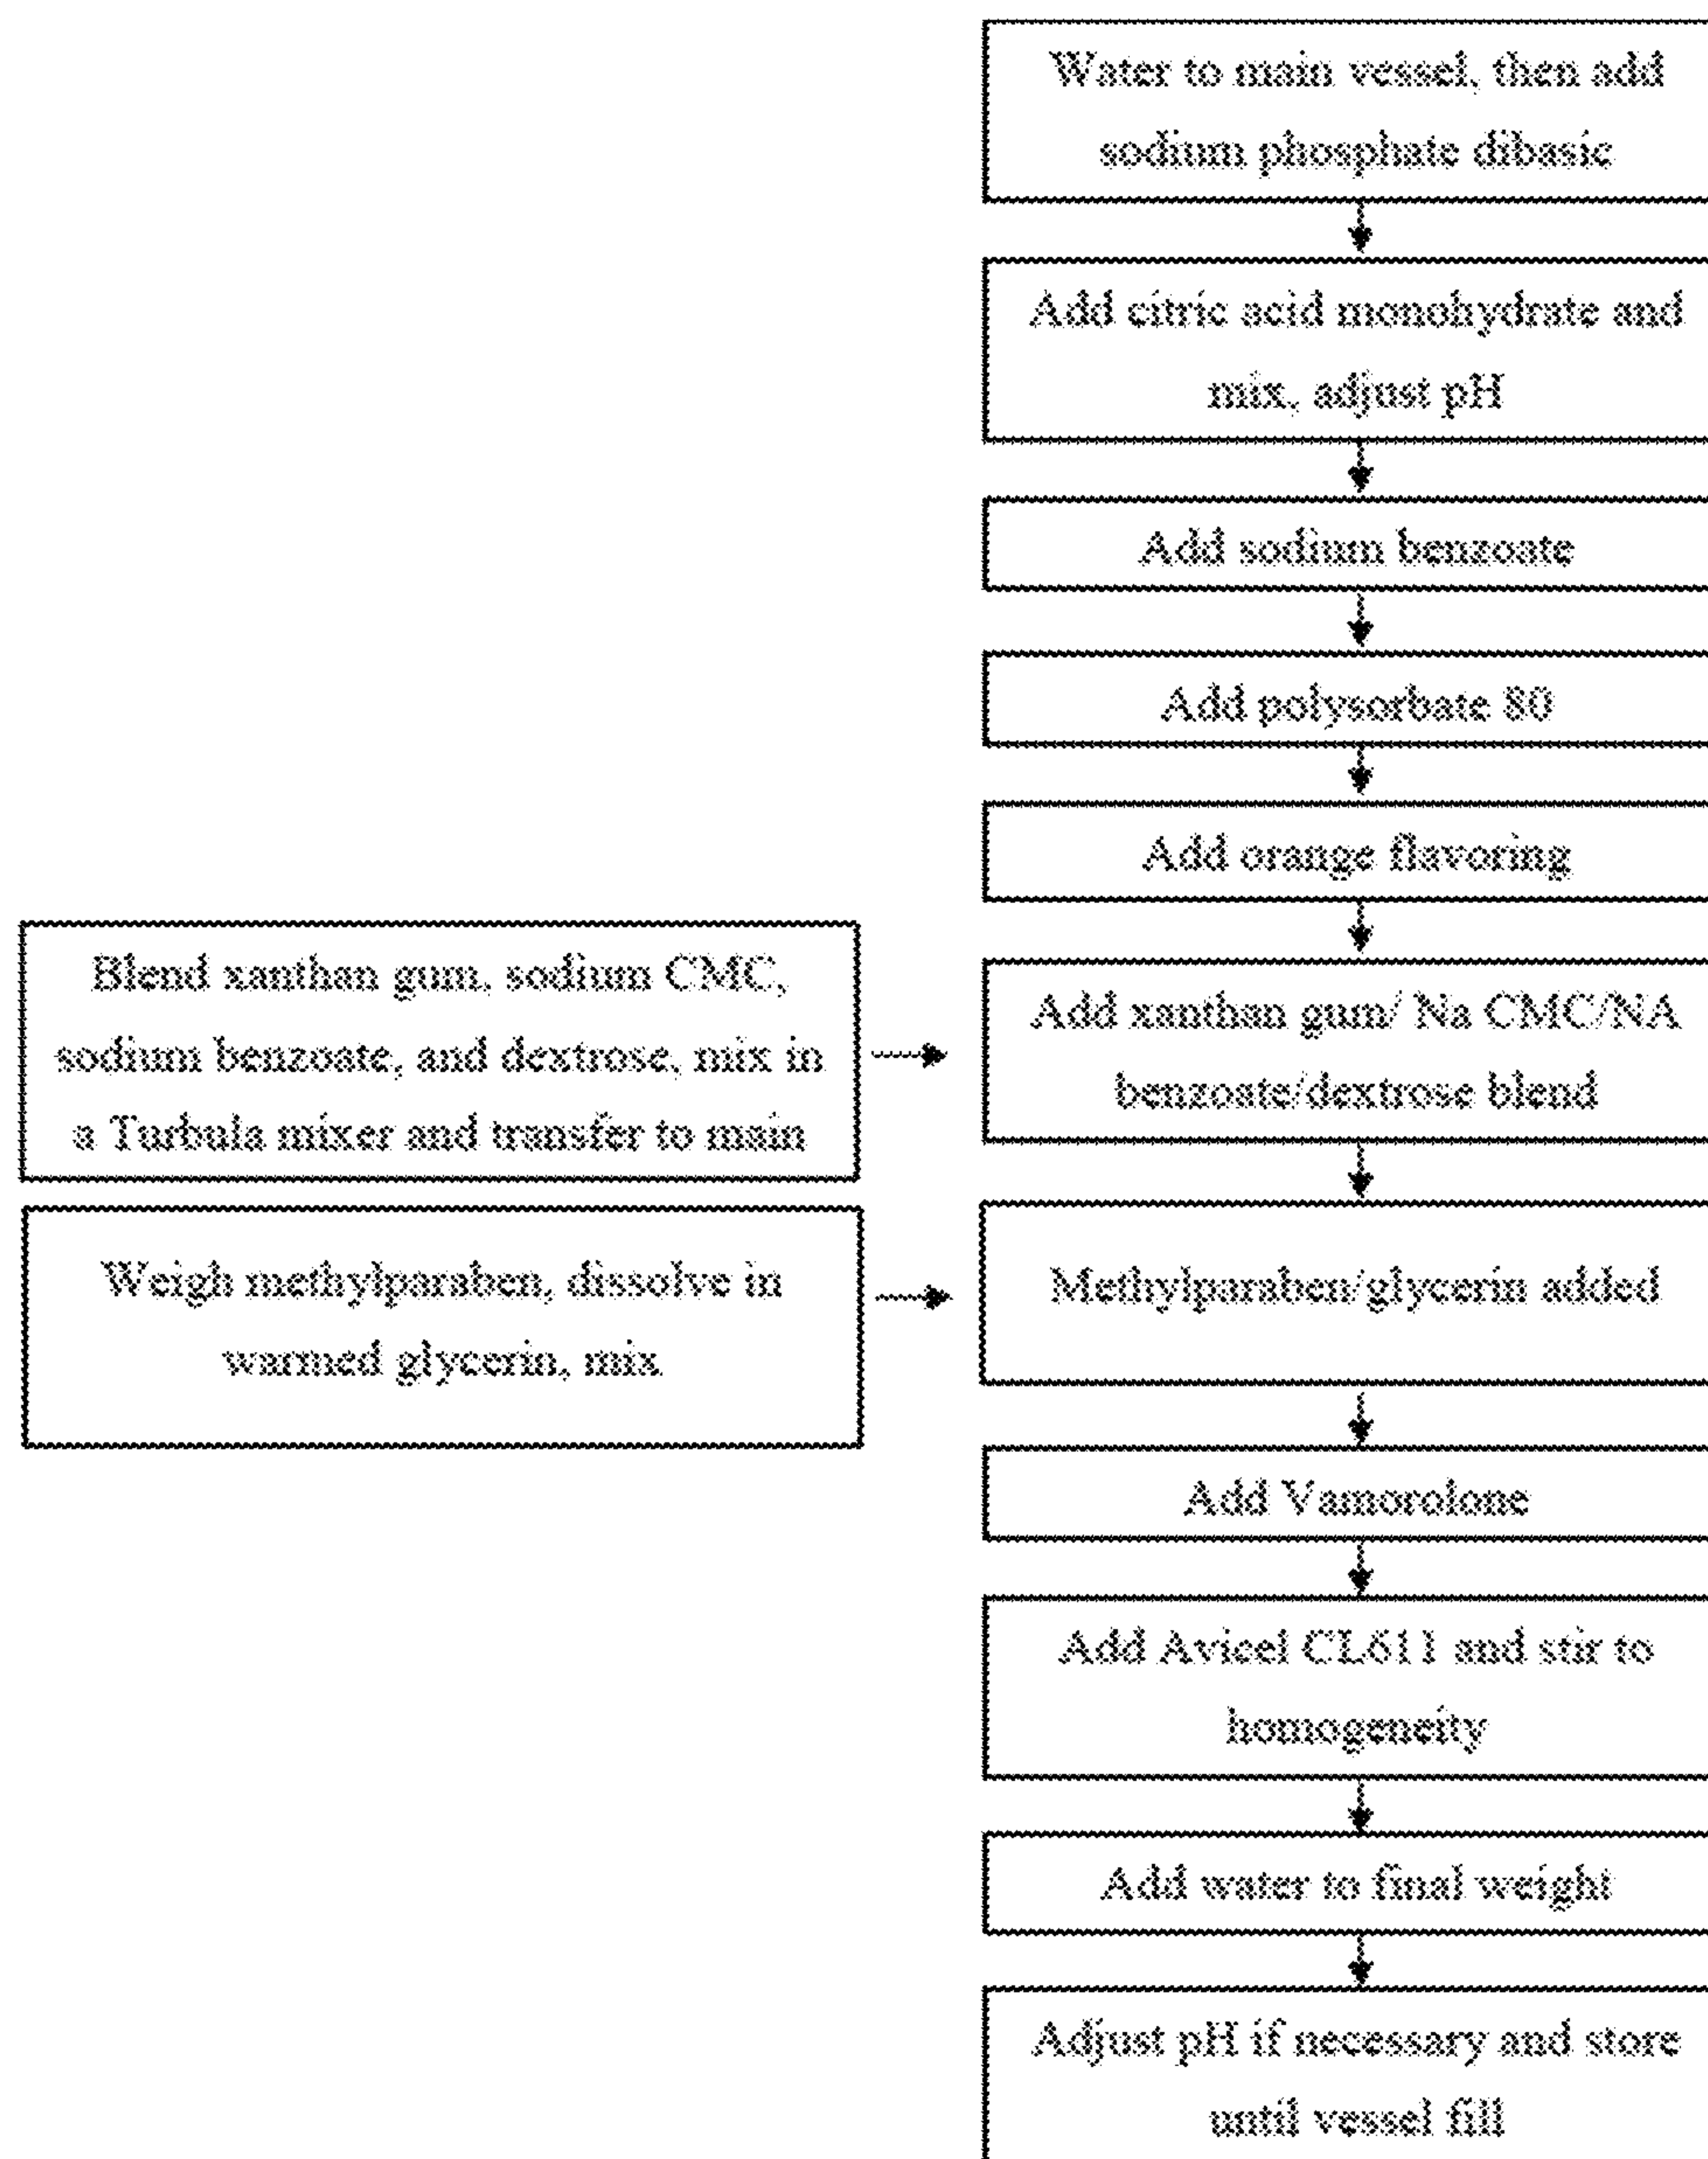 Water to main vessel, then add
sodium phosphate dibasic
Add citric acid monohydrate and
mix, adjust pH
Add sodium benzoate
Add polysorbate 80
Add orange flavoring
Blend xanthan gum, sodium CMC,
sodium benzoate, and dextrose, mix in
a Turbula mixer and transfer to main
Add xanthan gum/ Na CMC/NA
benzoate/dextrose blend
Weigh methylparaben, dissolve in
warmed glycerin, mix
Methylparaben/glycerin added
Add Vamorolone
Add Avicel CL611 and stir to
homogeneity
Add water to final weight
Adjust pH if necessary and store
until vessel fill